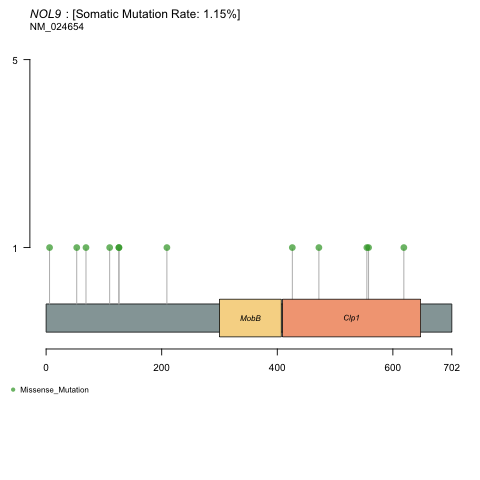 NOL9 : [Somatic Mutation Rate: 1.15%]
NM_024654
5
1
MobB Clp1
0 200 400 600 702
Missense_Mutation